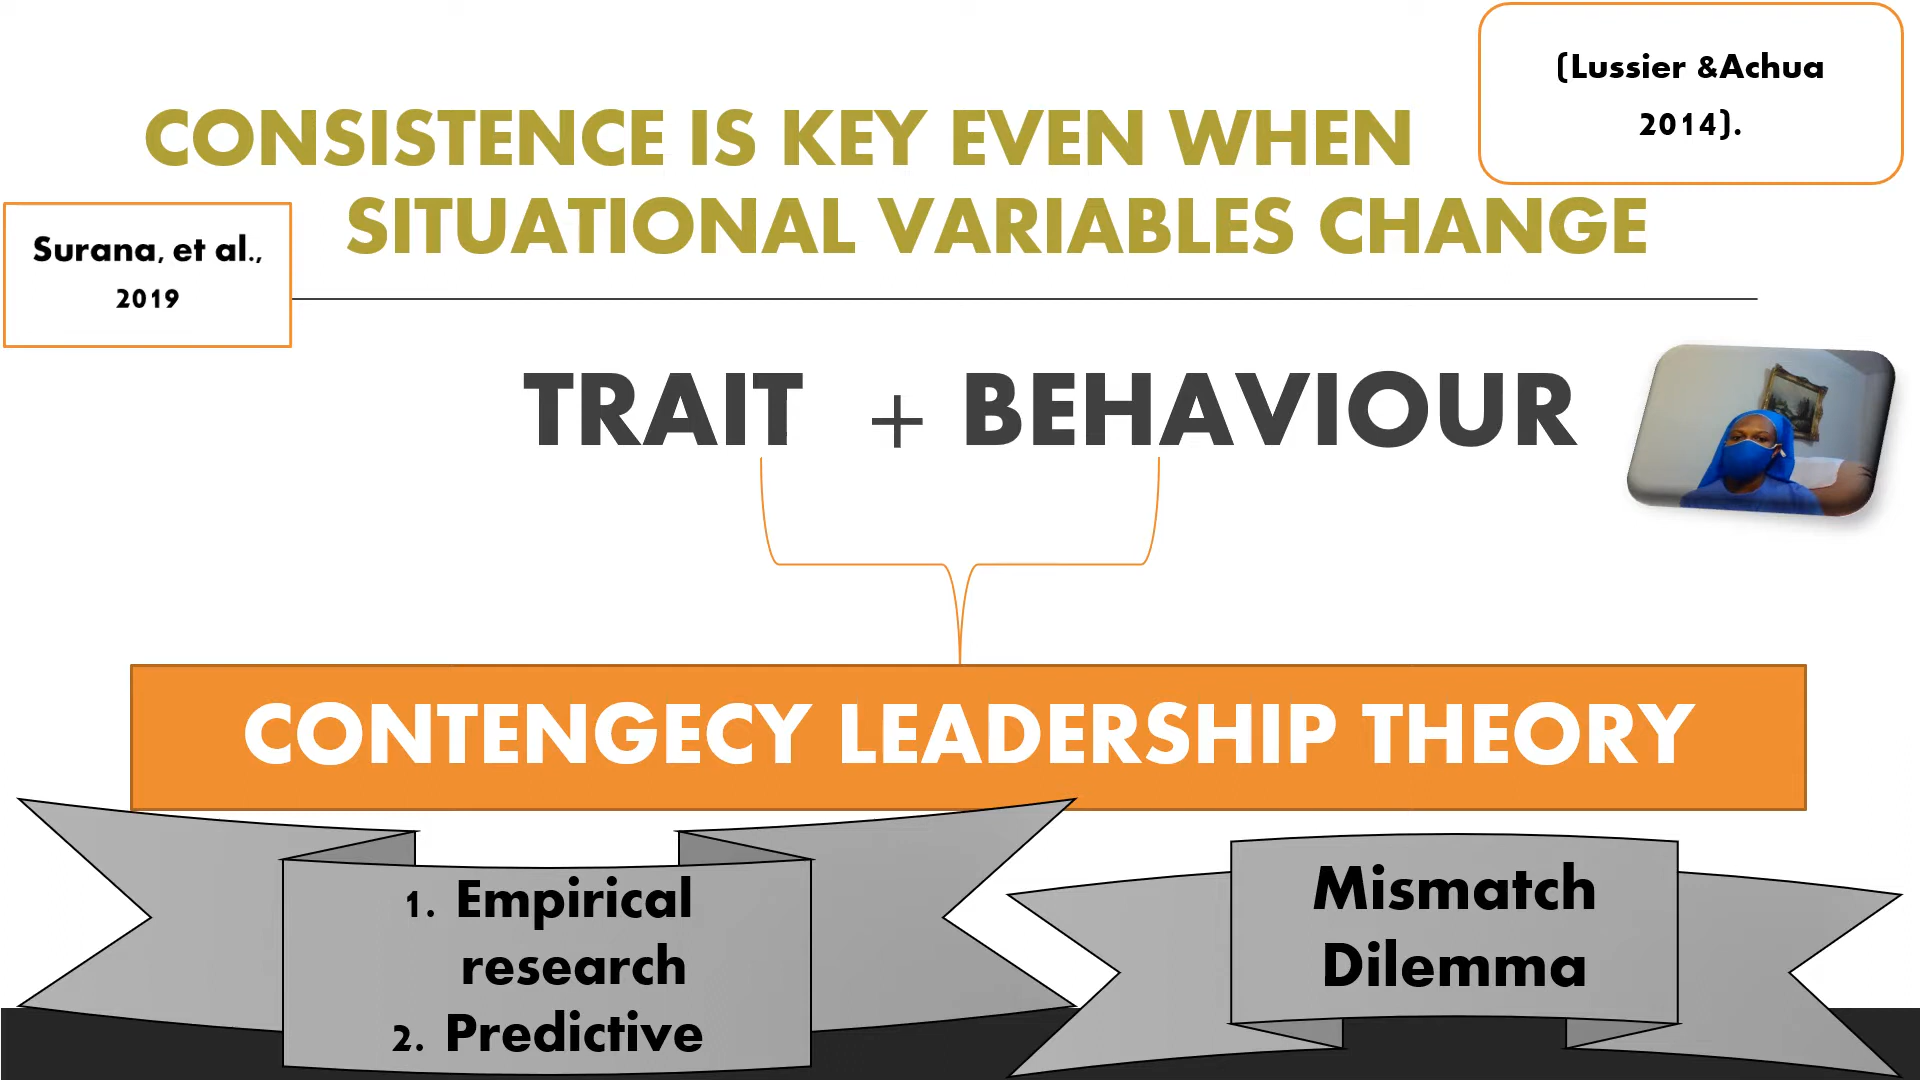 (Lussier &Achua
2014).
CONSISTENCE IS KEY EVEN WHEN
SITUATIONAL VARIABLES CHANGE
Surana, et al.,
2019
TRAIT + BEHAVIOUR
CONTENGECY LEADERSHIP THEORY
1. Empirical
research
2. Predictive
Mismatch
Dilemma